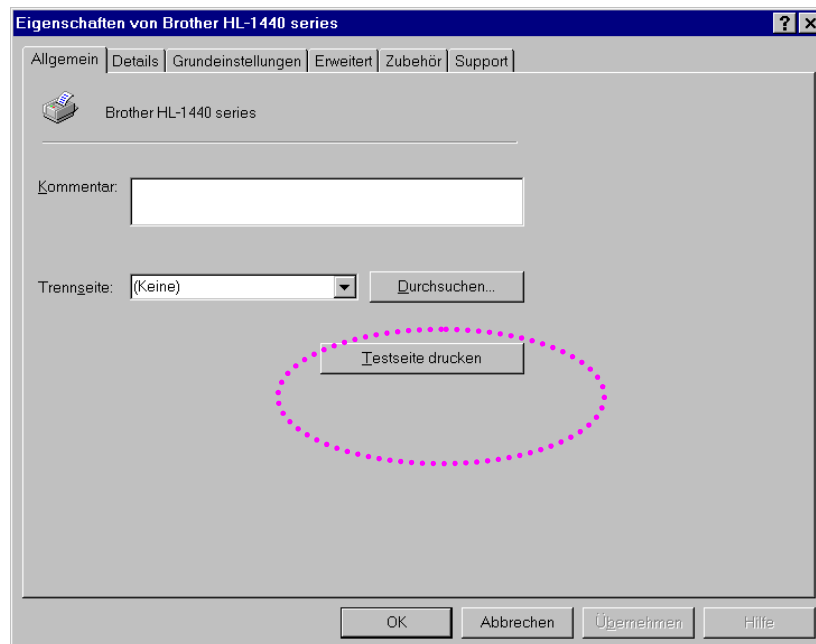 Eigenschaften von Brother HL-1440 series
Allgemein Details Grundeinstellungen Erweitert Zubehör Support
Brother HL-1440 series
Kommentar:
Trennseite: (Keine) Durchsuchen...
Testseite drucken
OK Abbrechen Übernehmen Hilfe